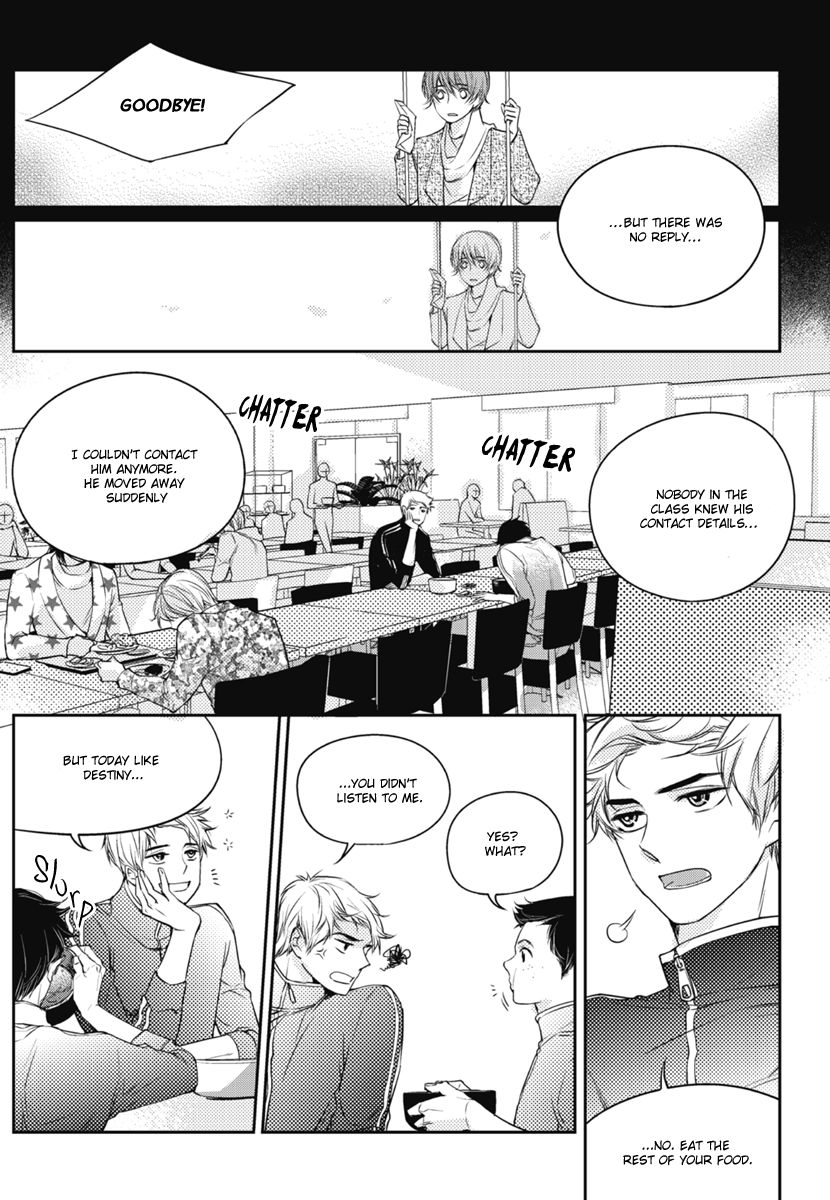 GOODBYE!
...BUT THERE WAS
NO REPLY...
I COULDN'T CONTACT
HIM ANYMORE.
HE MOVED AWAY
SUDDENLY
CHATTER
CHATTER
NOBODY IN THE
CLASS KNEW HIS
CONTACT DETAILS...
BUT TODAY LIKE
DESTINY...
Slurp
...YOU DIDN'T
LISTEN TO ME.
YES?
WHAT?
...NO. EAT THE
REST OF YOUR FOOD.